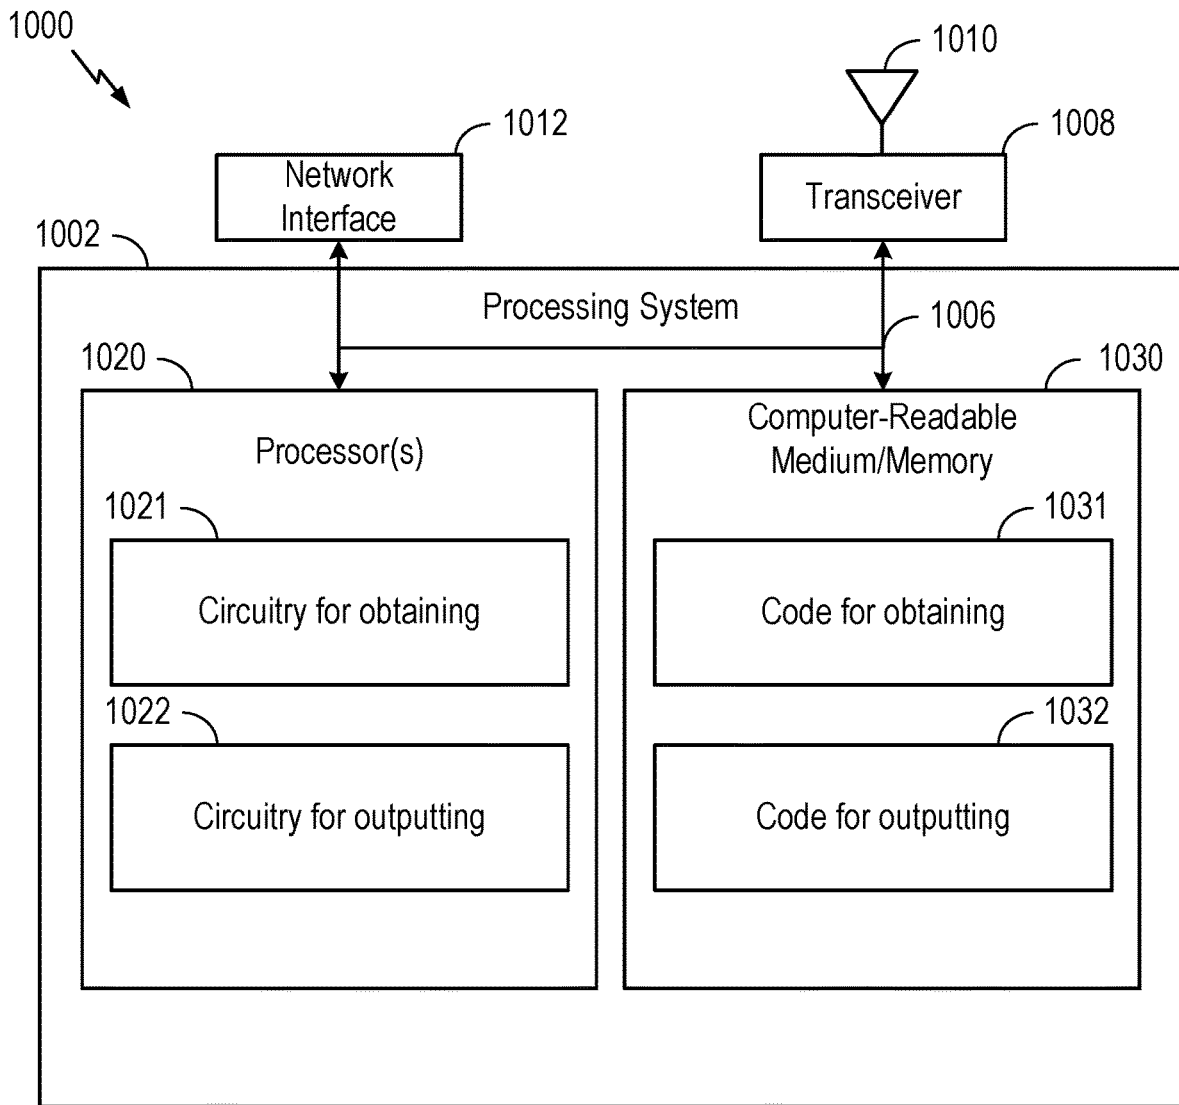 1000
1010
1012
1008
Network
Interface
Transceiver
1002
Processing System
1006
1020
1030
Processor(s)
Computer-Readable
Medium/Memory
1021
1031
Circuitry for obtaining
Code for obtaining
1022
1032
Circuitry for outputting
Code for outputting